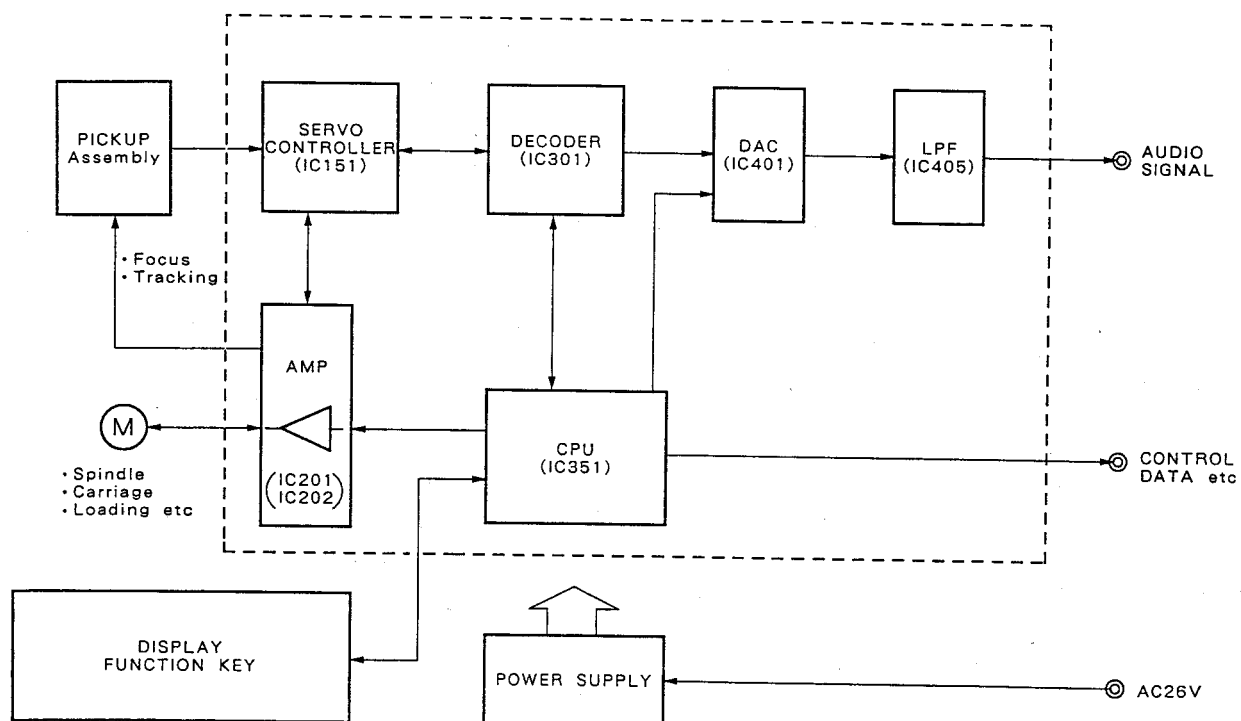 PICKUP
Assembly
SERVO
CONTROLLER
(IC151)
DECODER
(IC301)
DAC
(IC401)
LPF
(IC405)
AUDIO
SIGNAL
• Focus
• Tracking
AMP
(IC201
IC202)
M
• Spindle
• Carriage
• Loading etc
CPU
(IC351)
CONTROL
DATA etc
DISPLAY
FUNCTION KEY
POWER SUPPLY
AC26V